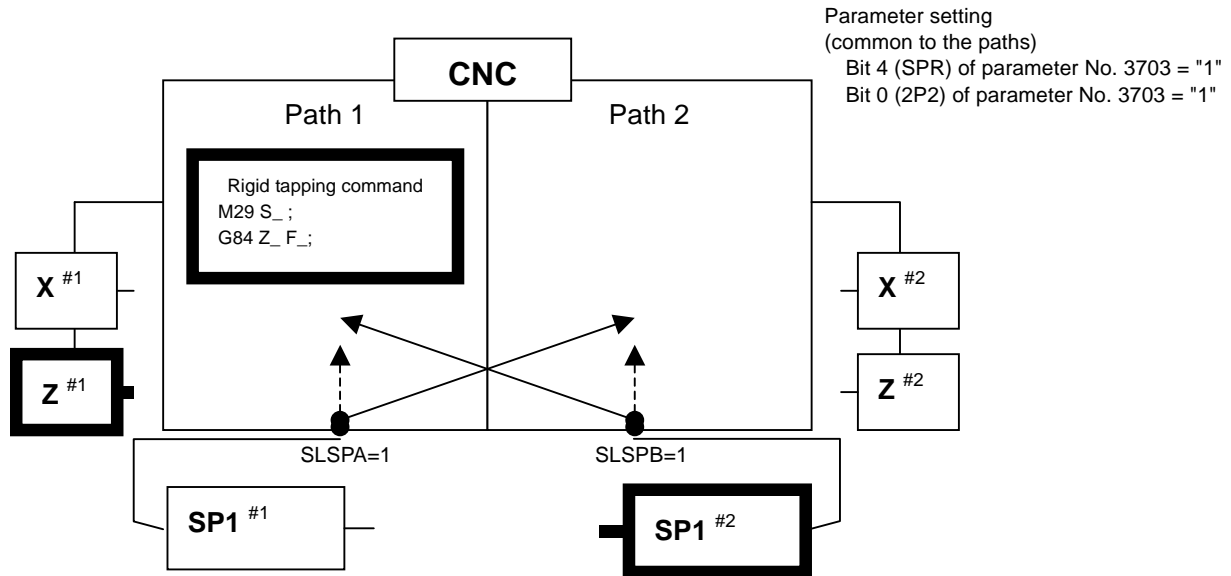 Parameter setting
(common to the paths)
Bit 4 (SPR) of parameter No. 3703 = "1"
Bit 0 (2P2) of parameter No. 3703 = "1"
CNC
Path 1
Path 2
Rigid tapping command
M29 S_ ;
G84 Z_ F_;
X #1
X #2
Z #1
Z #2
SLSPA=1
SLSPB=1
SP1 #1
SP1 #2